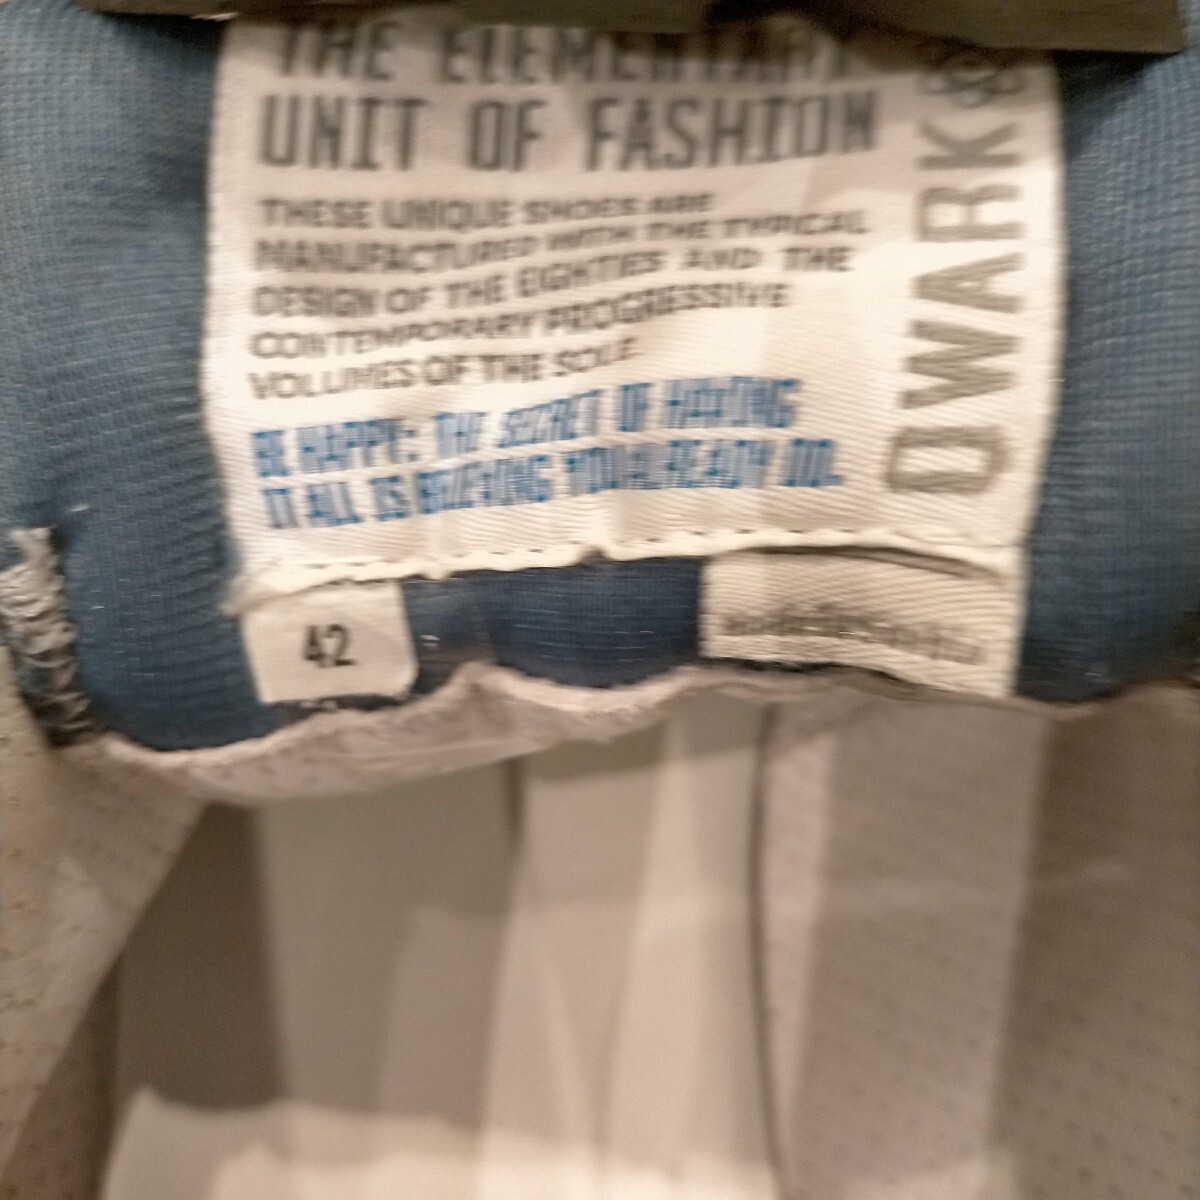 THE ELEMENTARY
UNIT OF FASHION
THESE UNIQUE SHOES ARE
MANUFACTURED WITH THE TYPICAL
DESIGN OF THE EIGHTIES AND THE
CONTEMPORARY PROGRESSIVE
VOLUMES OF THE SOLE.
BE HAPPY: THE SECRET OF HAVING
IT ALL IS BELIEVING YOU ALREADY DO.
QWARK
42